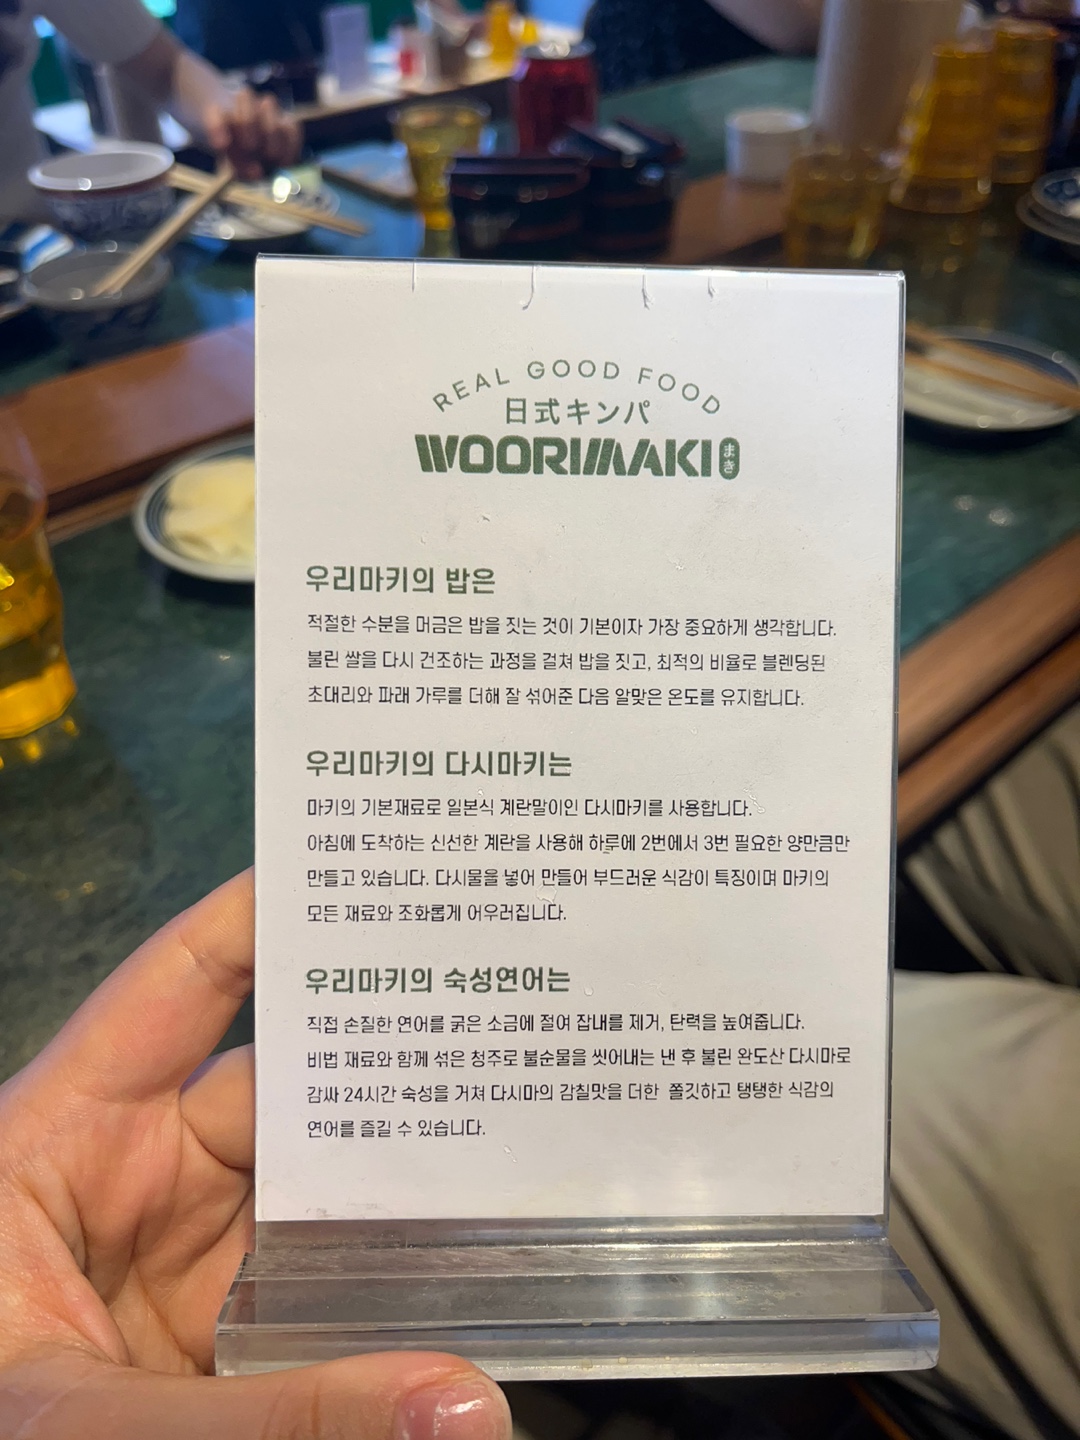 REAL GOOD FOOD
日式キンパ
WOORIMAKI まき
우리마키의 밥은
적절한 수분을 머금은 밥을 짓는 것이 기본이자 가장 중요하게 생각합니다.
불린 쌀을 다시 건조하는 과정을 걸쳐 밥을 짓고, 최적의 비율로 블렌딩된
초대리와 파래 가루를 더해 잘 섞어준 다음 알맞은 온도를 유지합니다.
우리마키의 다시마키는
마키의 기본재료로 일본식 계란말이인 다시마키를 사용합니다.
아침에 도착하는 신선한 계란을 사용해 하루에 2번에서 3번 필요한 양만큼만
만들고 있습니다. 다시물을 넣어 만들어 부드러운 식감이 특징이며 마키의
모든 재료와 조화롭게 어우러집니다.
우리마키의 숙성연어는
직접 손질한 연어를 굵은 소금에 절여 잡내를 제거, 탄력을 높여줍니다.
비법 재료와 함께 섞은 청주로 불순물을 씻어내는 낸 후 불린 완도산 다시마로
감싸 24시간 숙성을 거쳐 다시마의 감칠맛을 더한 쫄깃하고 탱탱한 식감의
연어를 즐길 수 있습니다.